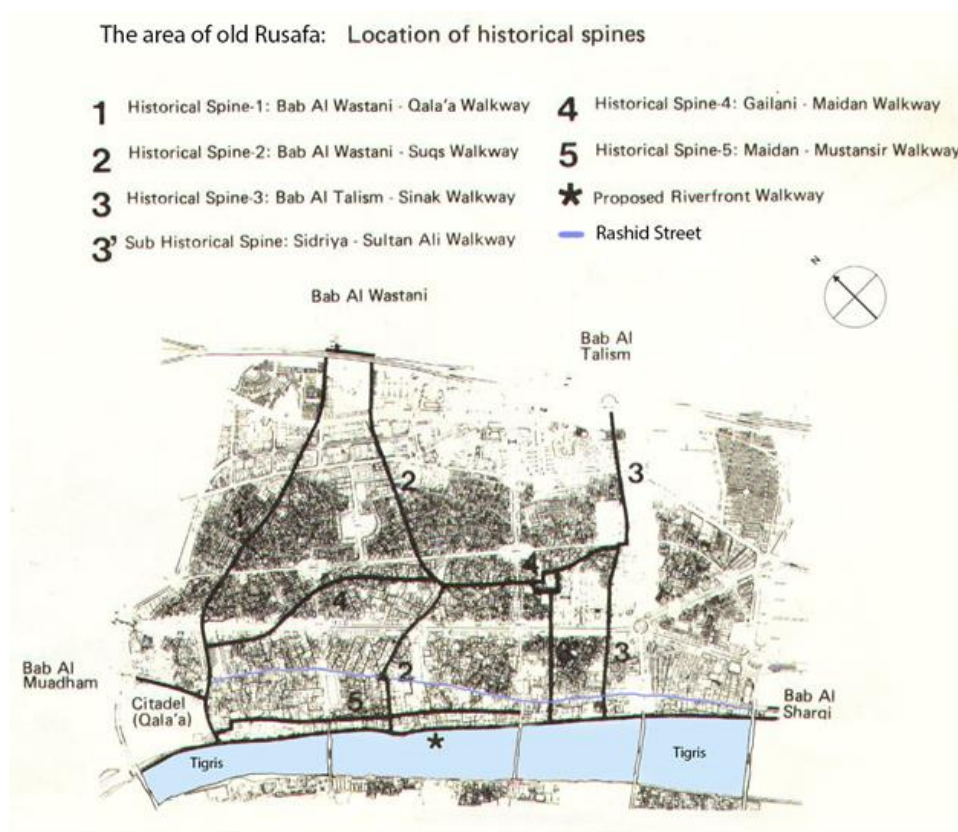 The area of old Rusafa: Location of historical spines
1 Historical Spine-1: Bab Al Wastani - Qala'a Walkway
2 Historical Spine-2: Bab Al Wastani - Suqs Walkway
3 Historical Spine-3: Bab Al Talism - Sinak Walkway
3' Sub Historical Spine: Sidriya - Sultan Ali Walkway
4 Historical Spine-4: Gailani - Maidan Walkway
5 Historical Spine-5: Maidan - Mustansir Walkway
* Proposed Riverfront Walkway
Rashid Street
N
Bab Al Wastani
Bab Al
Talism
3
2
1
4
4
3
2
5
Bab Al
Muadham
Citadel
(Qala'a)
Bab Al
Sharqi
*
Tigris
Tigris